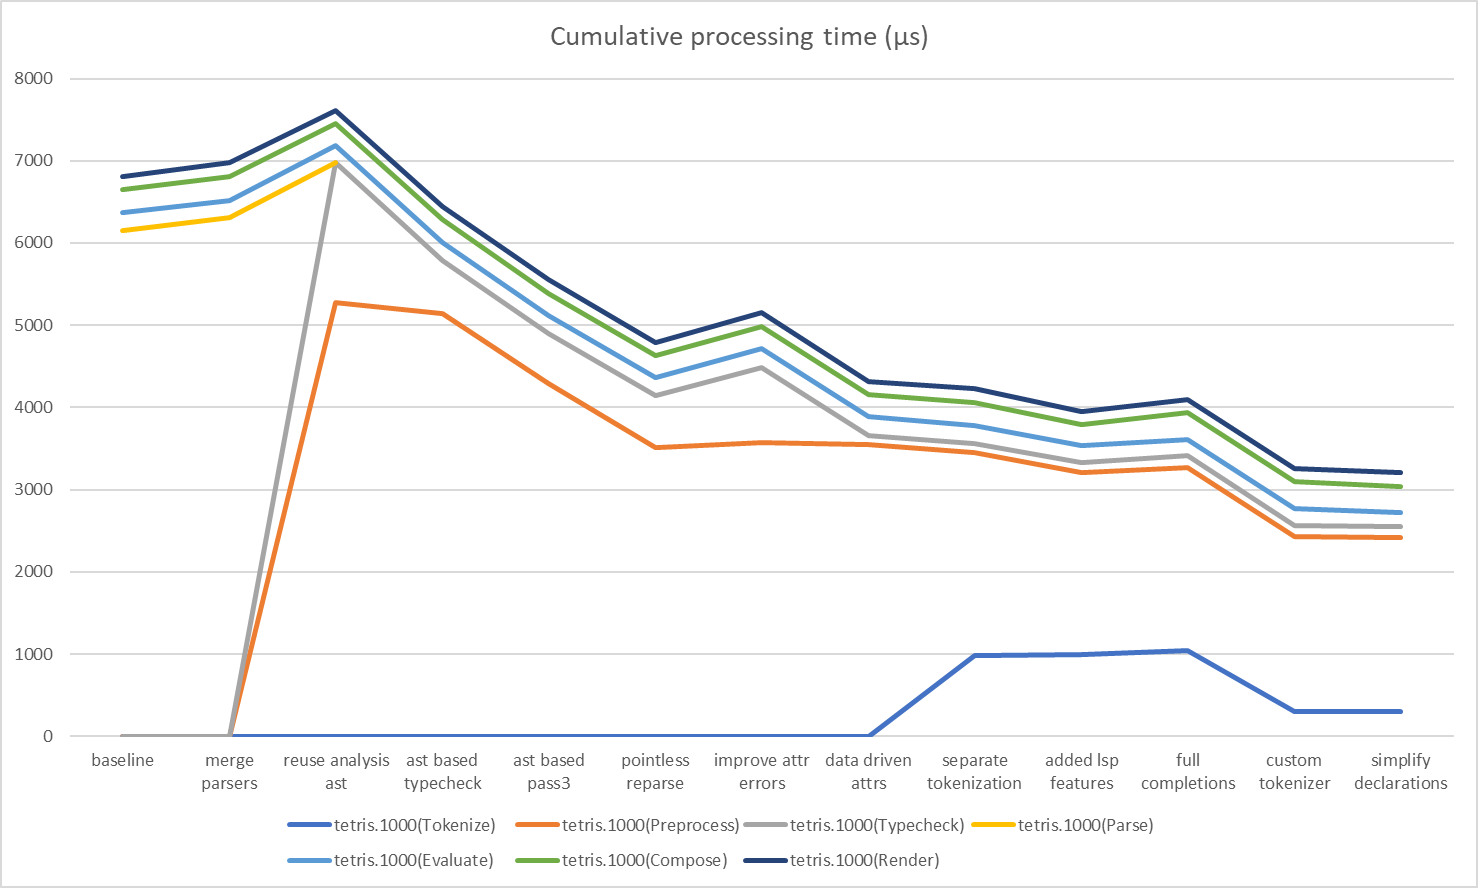 Cumulative processing time (µs)
8000
7000
6000
5000
4000
3000
2000
1000
0
baseline
merge
parsers
reuse analysis
ast
ast based
typecheck
ast based
pass3
pointless
reparse
improve attr
errors
data driven
attrs
separate
tokenization
added lsp
features
full
completions
custom
tokenizer
simplify
declarations
tetris.1000(Tokenize)
tetris.1000(Preprocess)
tetris.1000(Typecheck)
tetris.1000(Parse)
tetris.1000(Evaluate)
tetris.1000(Compose)
tetris.1000(Render)